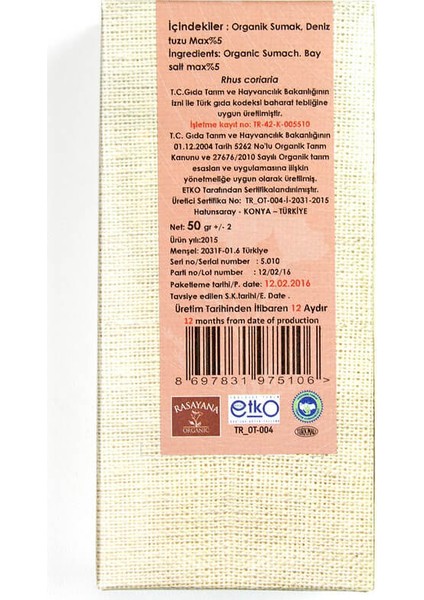 İçindekiler : Organik Sumak, Deniz
tuzu Max%5
İngredients: Organic Sumach. Bay
salt max%5
Rhus coriaria
T.C.Gıda Tarım ve Hayvancılık Bakanlığının
İzni ile Türk gıda kodeksi baharat tebliğine
uygun üretilmiştir.
İşletme kayıt no: TR-42-K-005510
T.C. Gıda Tarım ve Hayvancılık Bakanlığının
01.12.2004 Tarih 5262 No'lu Organik Tarım
Kanunu ve 27676/2010 Sayılı Organik tarım
esasları ve uygulamasına ilişkin
yönetmeliğe uygun olarak üretilmiş.
ETKO Tarafından Sertifikalandırılmıştır.
Üretici Sertifika No: TR_OT-004-İ-2031-2015
Hatunsaray - KONYA – TÜRKİYE
Net: 50 gr +/- 2
Ürün yılı:2015
Menşei: 2031F-01.6 Türkiye
Seri no/Serial number : 5.010
Parti no/Lot number : 12/02/16
Paketleme tarihi/P. date: 12.02.2016
Tavsiye edilen S.K.tarihi/E. Date .
Üretim Tarihinden İtibaren 12 Aydır
12 months from date of production
8 697831 975106 >
RASAYANA
ORGANIC
etko
TR_OT-004
TÜRK MALI